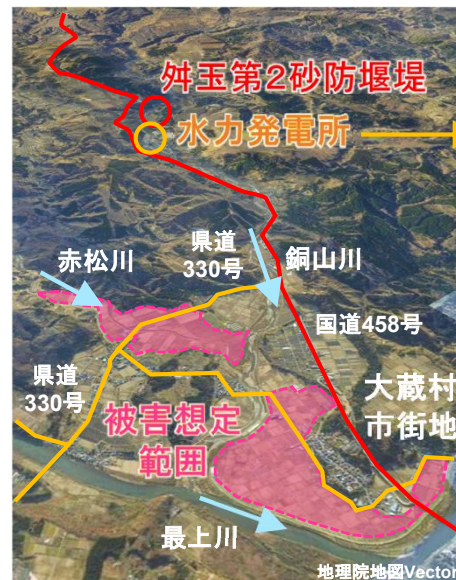 舛玉第2砂防堰堤
水力発電所
県道
330号
赤松川
銅山川
国道458号
県道
330号
大蔵村
市街地
被害想定
範囲
最上川
地理院地図Vector